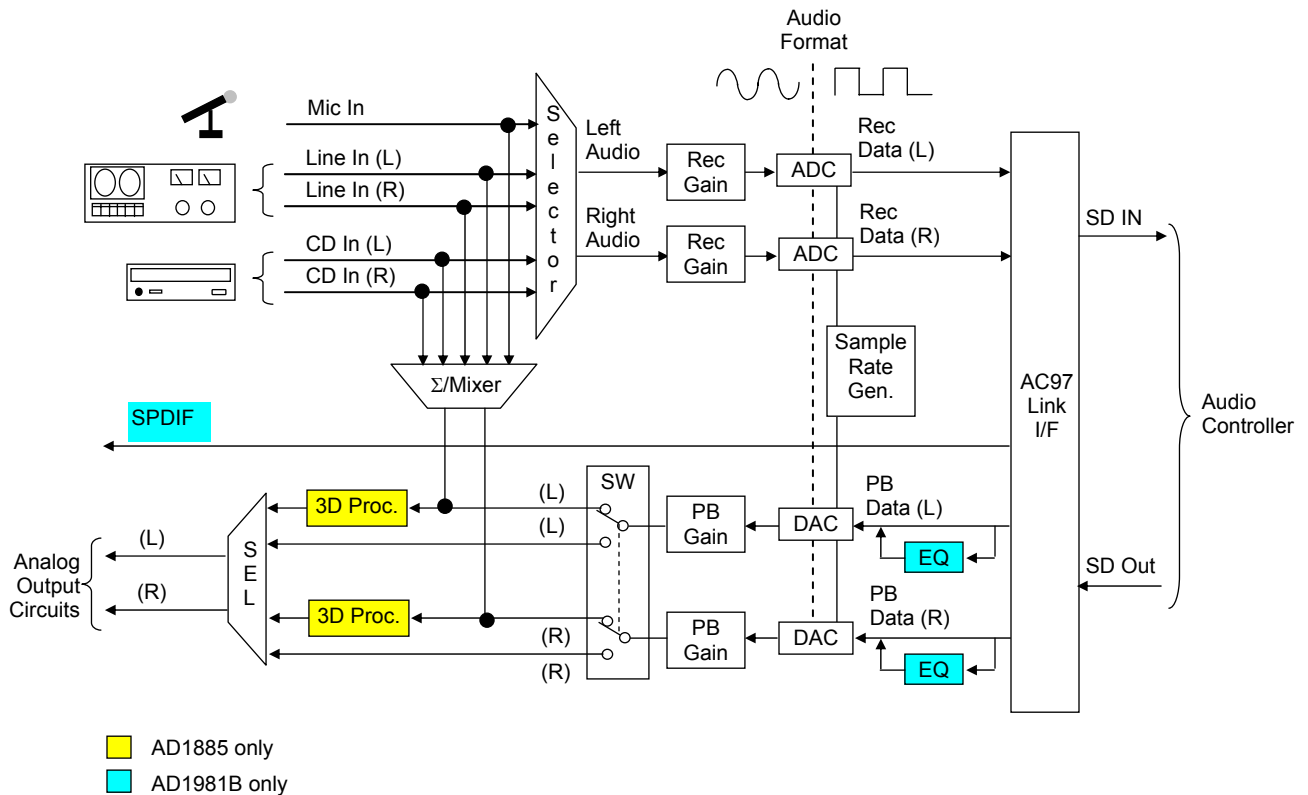 Audio
Format
Mic In
Line In (L)
Line In (R)
CD In (L)
CD In (R)
S
e
l
e
c
t
o
r
Left
Audio
Right
Audio
Rec
Gain
Rec
Gain
ADC
ADC
Rec
Data (L)
Rec
Data (R)
SD IN
Σ/Mixer
Sample
Rate
Gen.
AC97
Link
I/F
Audio
Controller
SPDIF
SW
3D Proc.
(L)
(L)
PB
Gain
DAC
PB
Data (L)
EQ
SD Out
Analog
Output
Circuits
(L)
(R)
S
E
L
3D Proc.
(R)
(R)
PB
Gain
DAC
PB
Data (R)
EQ
AD1885 only
AD1981B only